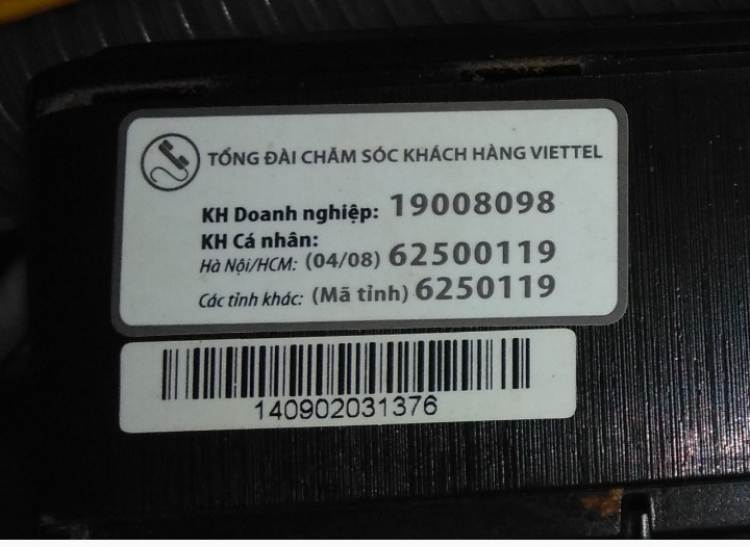 TỔNG ĐÀI CHĂM SÓC KHÁCH HÀNG VIETTEL
KH Doanh nghiệp: 19008098
KH Cá nhân:
Hà Nội/HCM: (04/08) 62500119
Các tỉnh khác: (Mã tỉnh) 6250119
140902031376